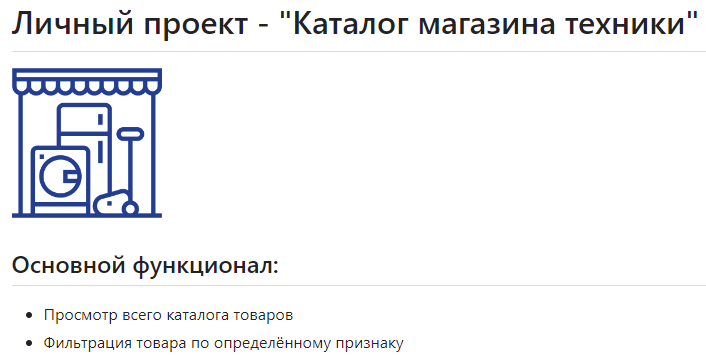 Личный проект - "Каталог магазина техники"
Основной функционал:
Просмотр всего каталога товаров
Фильтрация товара по определённому признаку